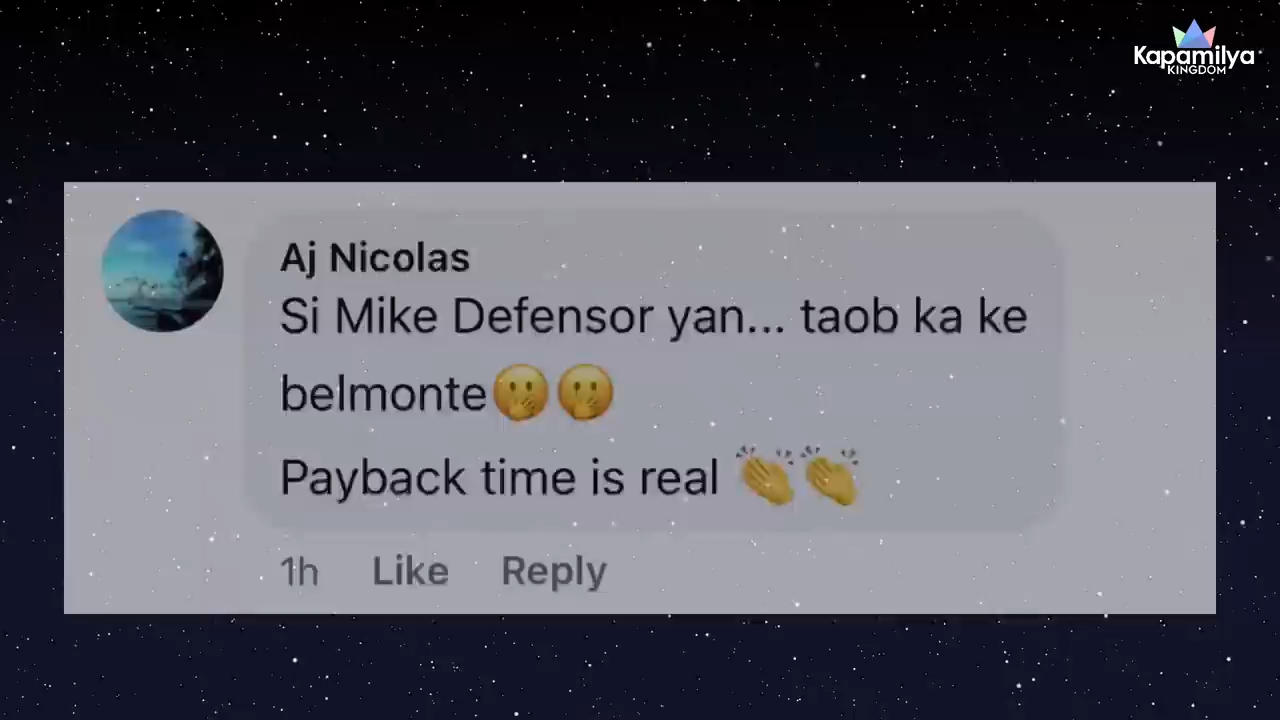 Kapamilya
KINGDOM
Aj Nicolas
Si Mike Defensor yan... taob ka ke
belmonte🫢🫢
Payback time is real 👏👏
1h Like Reply